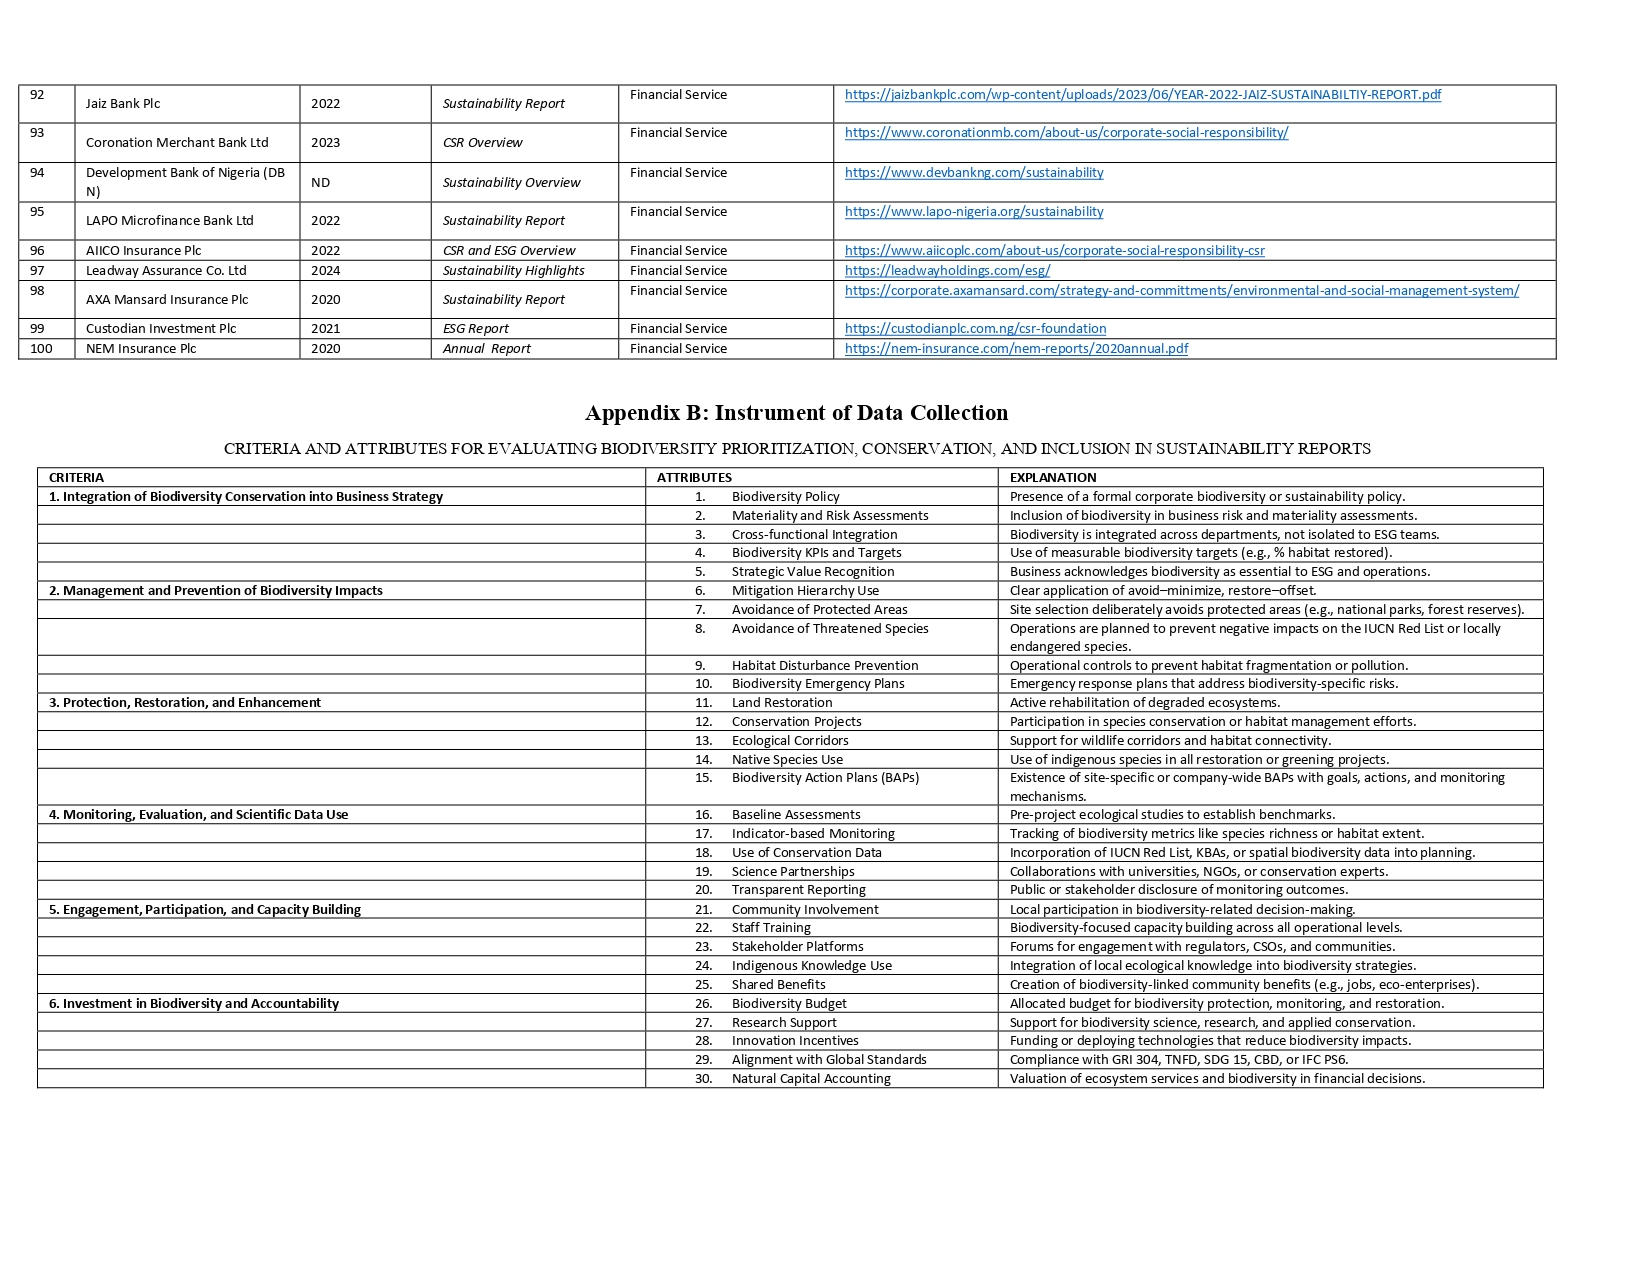 92 Jaiz Bank Plc 2022 Sustainability Report Financial Service https://jaizbankplc.com/wp-content/uploads/2023/06/YEAR-2022-JAIZ-SUSTAINABILTIY-REPORT.pdf
93 Coronation Merchant Bank Ltd 2023 CSR Overview Financial Service https://www.coronationmb.com/about-us/corporate-social-responsibility/
94 Development Bank of Nigeria (DB
N) ND Sustainability Overview Financial Service https://www.devbankng.com/sustainability
95 LAPO Microfinance Bank Ltd 2022 Sustainability Report Financial Service https://www.lapo-nigeria.org/sustainability
96 AIICO Insurance Plc 2022 CSR and ESG Overview Financial Service https://www.aiicoplc.com/about-us/corporate-social-responsibility-csr
97 Leadway Assurance Co. Ltd 2024 Sustainability Highlights Financial Service https://leadwayholdings.com/esg/
98 AXA Mansard Insurance Plc 2020 Sustainability Report Financial Service https://corporate.axamansard.com/strategy-and-committments/environmental-and-social-management-system/
99 Custodian Investment Plc 2021 ESG Report Financial Service https://custodianplc.com.ng/csr-foundation
100 NEM Insurance Plc 2020 Annual Report Financial Service https://nem-insurance.com/nem-reports/2020annual.pdf
Appendix B: Instrument of Data Collection
CRITERIA AND ATTRIBUTES FOR EVALUATING BIODIVERSITY PRIORITIZATION, CONSERVATION, AND INCLUSION IN SUSTAINABILITY REPORTS
CRITERIA ATTRIBUTES EXPLANATION
1. Integration of Biodiversity Conservation into Business Strategy 1. Biodiversity Policy Presence of a formal corporate biodiversity or sustainability policy.
2. Materiality and Risk Assessments Inclusion of biodiversity in business risk and materiality assessments.
3. Cross-functional Integration Biodiversity is integrated across departments, not isolated to ESG teams.
4. Biodiversity KPIs and Targets Use of measurable biodiversity targets (e.g., % habitat restored).
5. Strategic Value Recognition Business acknowledges biodiversity as essential to ESG and operations.
2. Management and Prevention of Biodiversity Impacts 6. Mitigation Hierarchy Use Clear application of avoid–minimize, restore–offset.
7. Avoidance of Protected Areas Site selection deliberately avoids protected areas (e.g., national parks, forest reserves).
8. Avoidance of Threatened Species Operations are planned to prevent negative impacts on the IUCN Red List or locally
endangered species.
9. Habitat Disturbance Prevention Operational controls to prevent habitat fragmentation or pollution.
10. Biodiversity Emergency Plans Emergency response plans that address biodiversity-specific risks.
3. Protection, Restoration, and Enhancement 11. Land Restoration Active rehabilitation of degraded ecosystems.
12. Conservation Projects Participation in species conservation or habitat management efforts.
13. Ecological Corridors Support for wildlife corridors and habitat connectivity.
14. Native Species Use Use of indigenous species in all restoration or greening projects.
15. Biodiversity Action Plans (BAPs) Existence of site-specific or company-wide BAPs with goals, actions, and monitoring
mechanisms.
4. Monitoring, Evaluation, and Scientific Data Use 16. Baseline Assessments Pre-project ecological studies to establish benchmarks.
17. Indicator-based Monitoring Tracking of biodiversity metrics like species richness or habitat extent.
18. Use of Conservation Data Incorporation of IUCN Red List, KBAs, or spatial biodiversity data into planning.
19. Science Partnerships Collaborations with universities, NGOs, or conservation experts.
20. Transparent Reporting Public or stakeholder disclosure of monitoring outcomes.
5. Engagement, Participation, and Capacity Building 21. Community Involvement Local participation in biodiversity-related decision-making.
22. Staff Training Biodiversity-focused capacity building across all operational levels.
23. Stakeholder Platforms Forums for engagement with regulators, CSOs, and communities.
24. Indigenous Knowledge Use Integration of local ecological knowledge into biodiversity strategies.
25. Shared Benefits Creation of biodiversity-linked community benefits (e.g., jobs, eco-enterprises).
6. Investment in Biodiversity and Accountability 26. Biodiversity Budget Allocated budget for biodiversity protection, monitoring, and restoration.
27. Research Support Support for biodiversity science, research, and applied conservation.
28. Innovation Incentives Funding or deploying technologies that reduce biodiversity impacts.
29. Alignment with Global Standards Compliance with GRI 304, TNFD, SDG 15, CBD, or IFC PS6.
30. Natural Capital Accounting Valuation of ecosystem services and biodiversity in financial decisions.